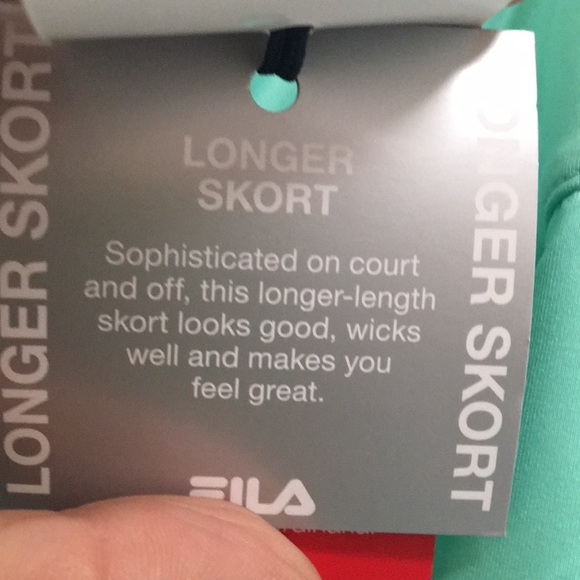 LONGER SKORT
LONGER
SKORT
Sophisticated on court
and off, this longer-length
skort looks good, wicks
well and makes you
feel great.
FILA
LONGER SKORT